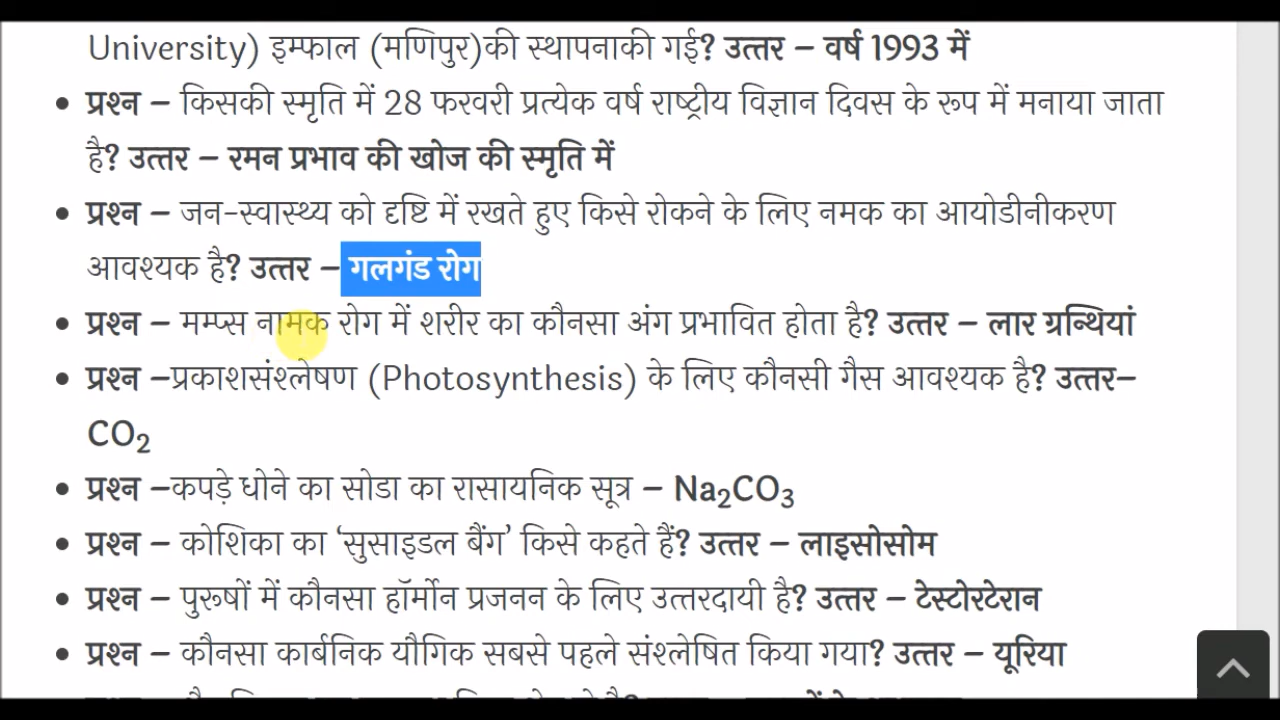 University) इम्फाल (मणिपुर)की स्थापनाकी गई? उत्तर – वर्ष 1993 में
• प्रश्न – किसकी स्मृति में 28 फरवरी प्रत्येक वर्ष राष्ट्रीय विज्ञान दिवस के रूप में मनाया जाता
है? उत्तर – रमन प्रभाव की खोज की स्मृति में
• प्रश्न – जन-स्वास्थ्य को दृष्टि में रखते हुए किसे रोकने के लिए नमक का आयोडीनीकरण
आवश्यक है? उत्तर – गलगंड रोग
• प्रश्न – मम्प्स नामक रोग में शरीर का कौनसा अंग प्रभावित होता है? उत्तर – लार ग्रन्थियां
• प्रश्न –प्रकाशसंश्लेषण (Photosynthesis) के लिए कौनसी गैस आवश्यक है? उत्तर–
CO₂
• प्रश्न –कपड़े धोने का सोडा का रासायनिक सूत्र – Na₂CO₃
• प्रश्न – कोशिका का ‘सुसाइडल बैंग’ किसे कहते हैं? उत्तर – लाइसोसोम
• प्रश्न – पुरूषों में कौनसा हॉर्मोन प्रजनन के लिए उत्तरदायी है? उत्तर – टेस्टोरटेरान
• प्रश्न – कौनसा कार्बनिक यौगिक सबसे पहले संश्लेषित किया गया? उत्तर – यूरिया